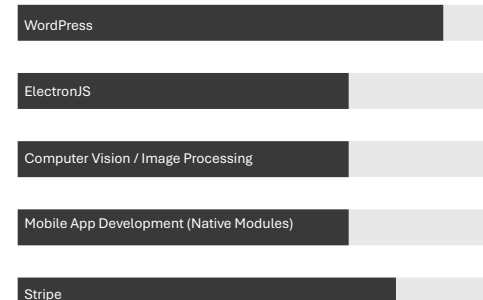 WordPress
ElectronJS
Computer Vision / Image Processing
Mobile App Development (Native Modules)
Stripe